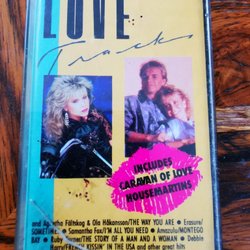 LOVE
Tracks
INCLUDES
CARAVAN OF LOVE
HOUSEMARTINS
and Agnetha Fältskog & Ola Håkansson/THE WAY YOU ARE • Erasure/
SOMETIMES • Samantha Fox/I'M ALL YOU NEED • Amazulu/MONTEGO
BAY • Ruby Turner/THE STORY OF A MAN AND A WOMAN • Debbie
KISSIN' IN THE USA and other great hits